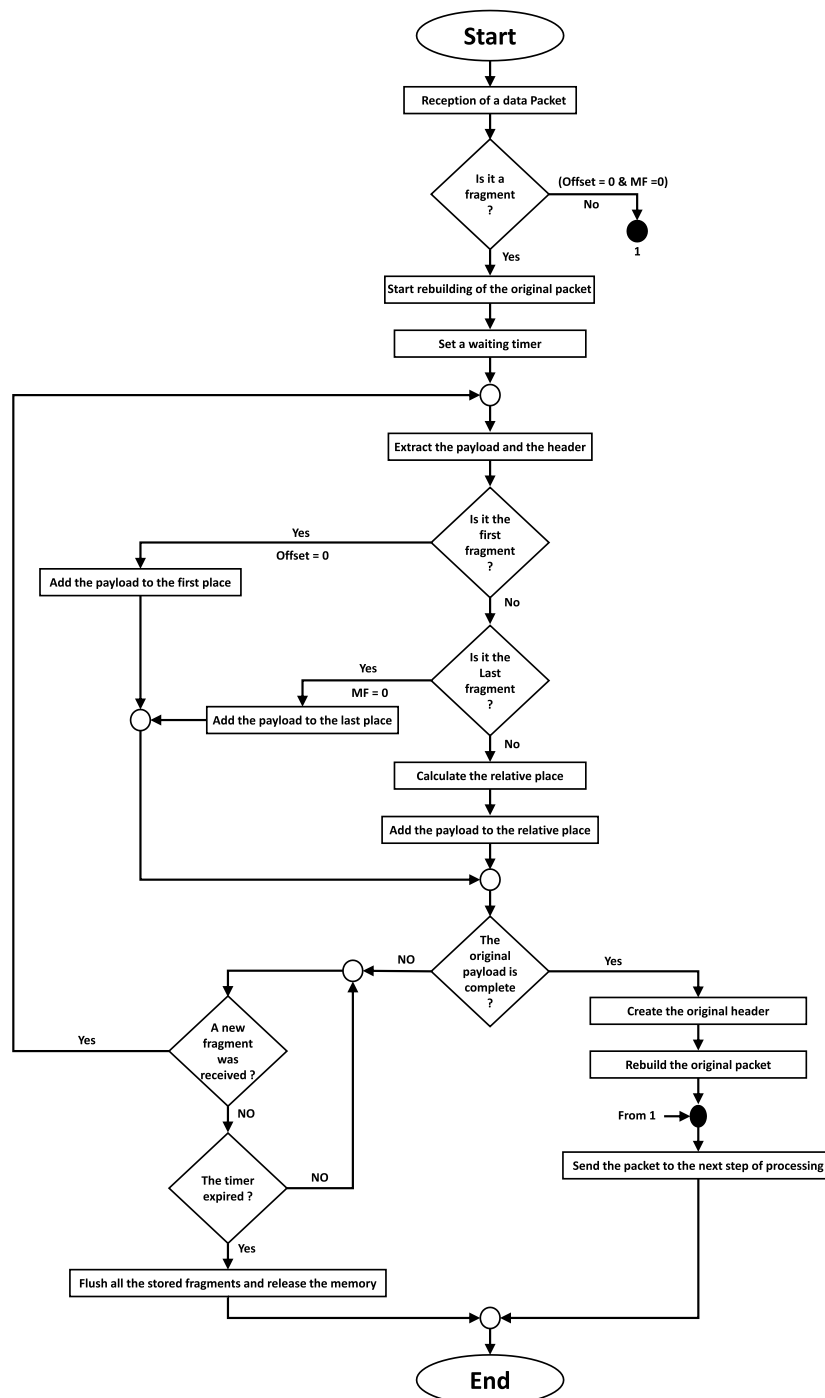 Start
Reception of a data Packet
Is it a
fragment
?
(Offset = 0 & MF =0)
No
1
Yes
Start rebuilding of the original packet
Set a waiting timer
Extract the payload and the header
Is it the
first
fragment
?
Yes
Offset = 0
Add the payload to the first place
No
Is it the
Last
fragment
?
Yes
MF = 0
Add the payload to the last place
No
Calculate the relative place
Add the payload to the relative place
The
original
payload is
complete
?
NO
Yes
A new
fragment
was
received ?
Yes
NO
Create the original header
Rebuild the original packet
From 1
Send the packet to the next step of processing
The timer
expired ?
NO
Yes
Flush all the stored fragments and release the memory
End